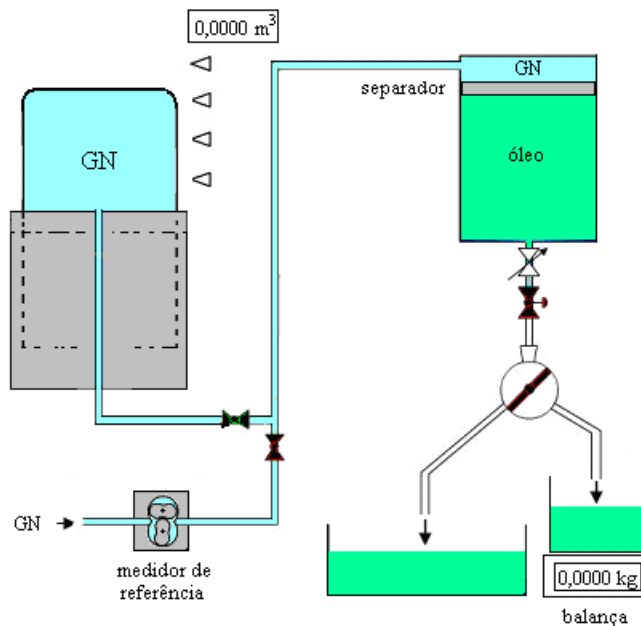 0,0000 m³
GN
separador
GN
óleo
GN
medidor de
referência
0,0000 kg
balança